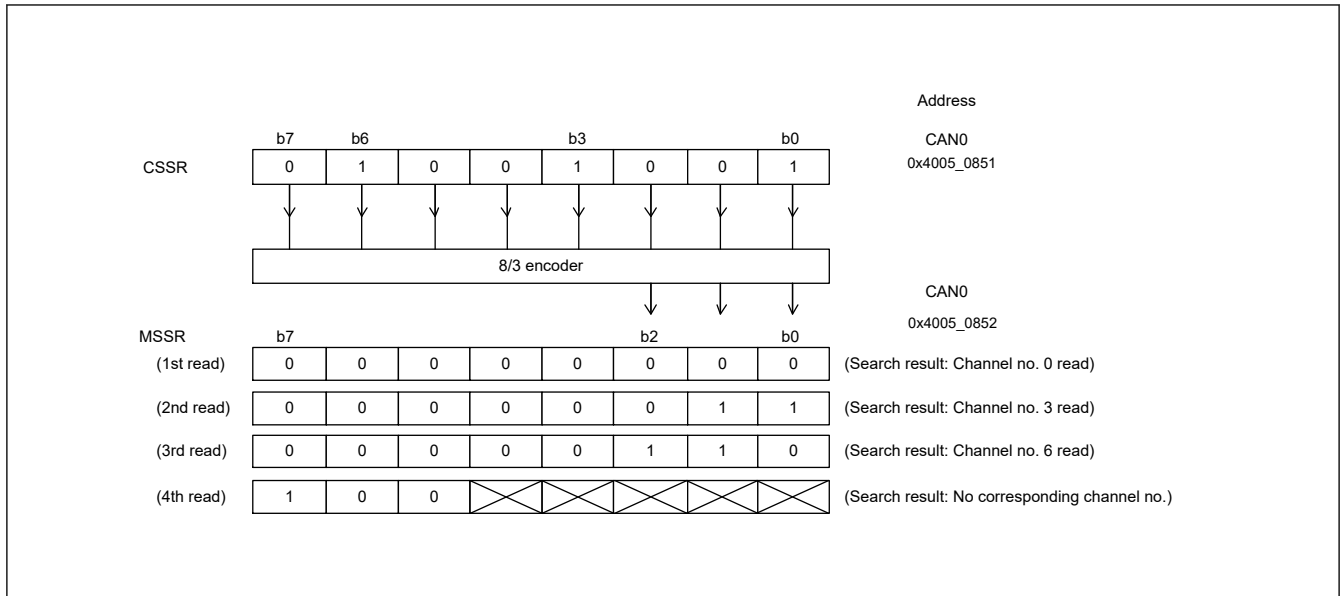 Address
b7 b6 b3 b0 CAN0
CSSR 0 1 0 0 1 0 0 1 0x4005_0851
8/3 encoder
CAN0
0x4005_0852
MSSR b7 b2 b0
(1st read) 0 0 0 0 0 0 0 0 (Search result: Channel no. 0 read)
(2nd read) 0 0 0 0 0 0 1 1 (Search result: Channel no. 3 read)
(3rd read) 0 0 0 0 0 1 1 0 (Search result: Channel no. 6 read)
(4th read) 1 0 0 (Search result: No corresponding channel no.)